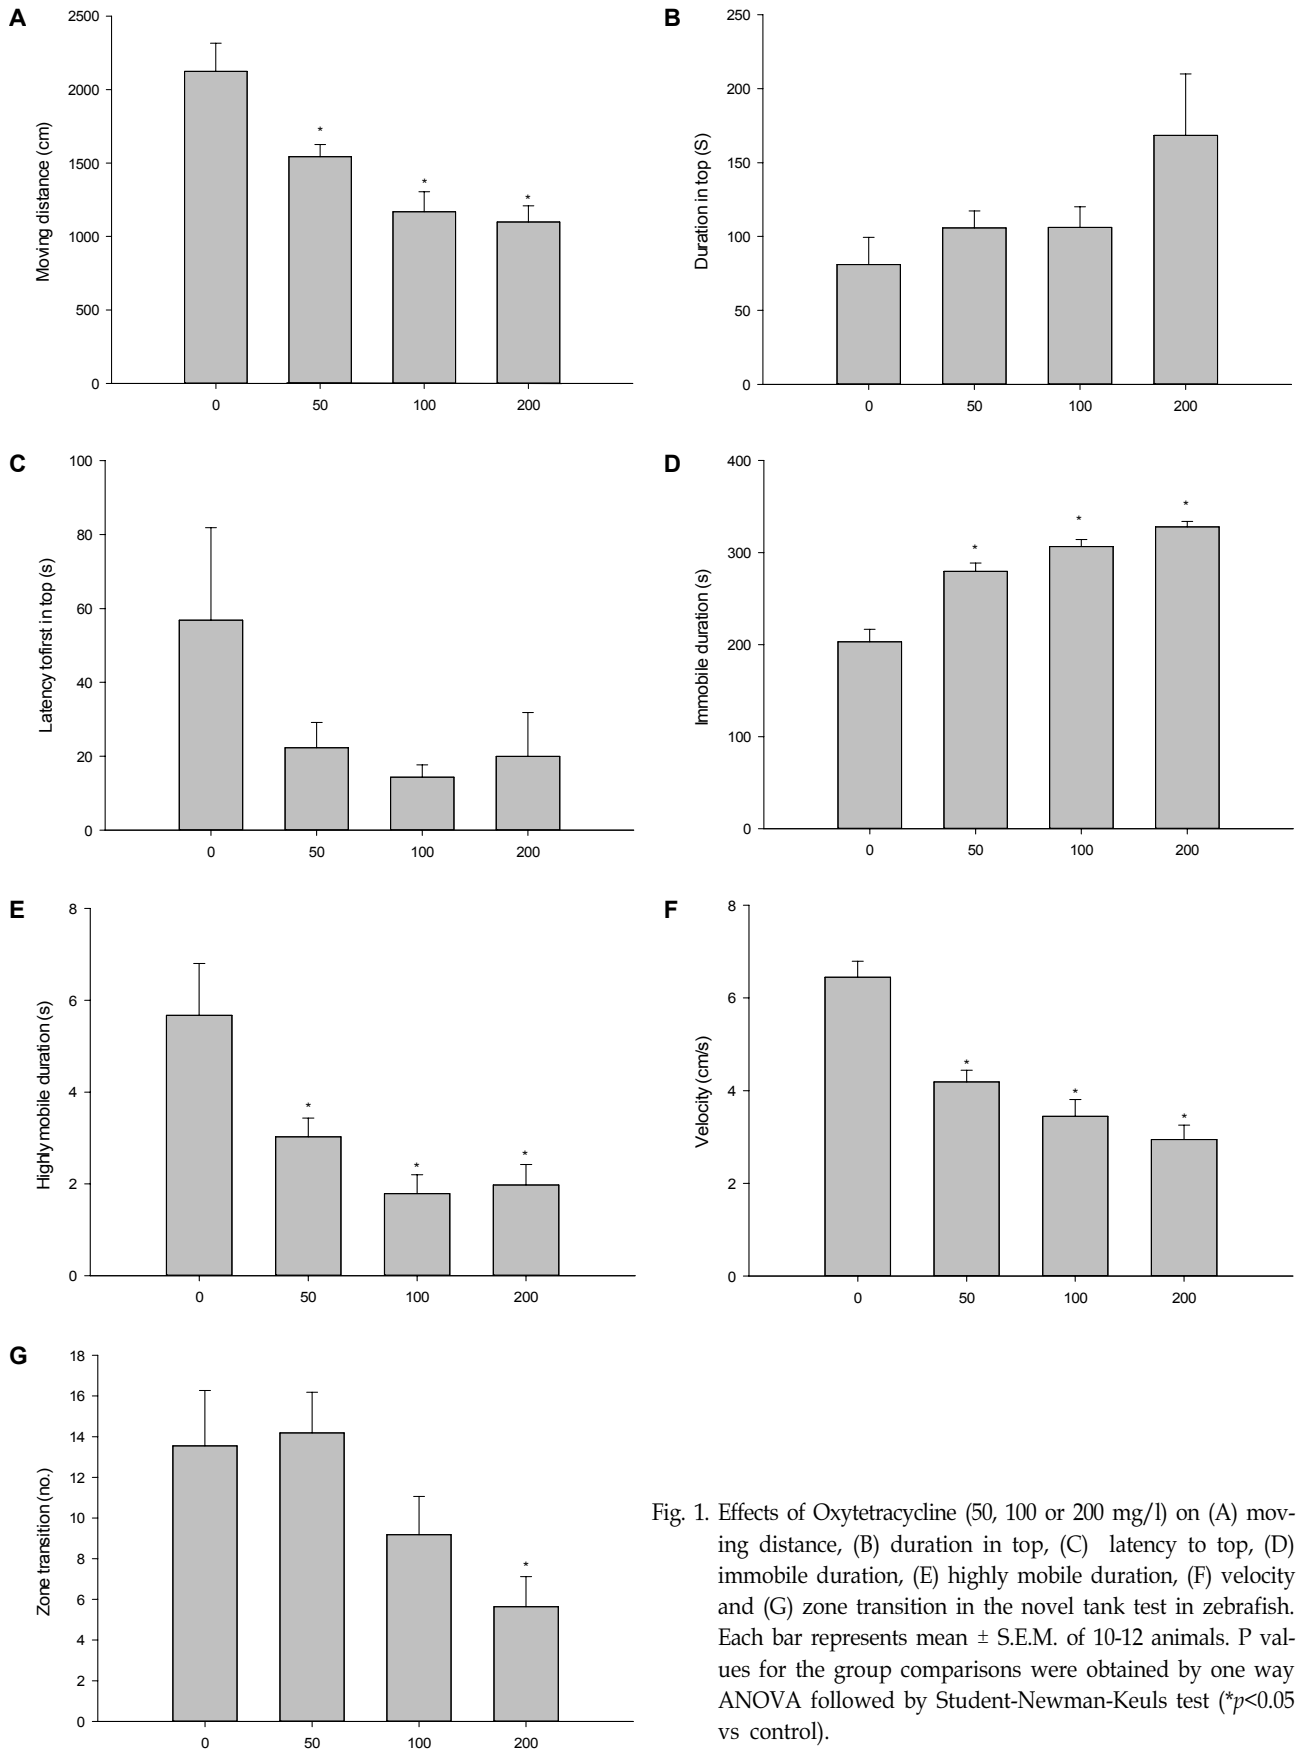 A
2500
2000
1500
1000
500
0
Moving distance (cm)
*
*
*
0 50 100 200
B
250
200
150
100
50
0
Duration in top (S)
0 50 100 200
C
100
80
60
40
20
0
Latency tofirst in top (s)
0 50 100 200
D
400
300
200
100
0
Immobile duration (s)
*
*
*
0 50 100 200
E
8
6
4
2
0
Highly mobile duration (s)
*
*
*
0 50 100 200
F
8
6
4
2
0
Velocity (cm/s)
*
*
*
0 50 100 200
G
18
16
14
12
10
8
6
4
2
0
Zone transition (no.)
*
0 50 100 200
Fig. 1. Effects of Oxytetracycline (50, 100 or 200 mg/l) on (A) mov-
ing distance, (B) duration in top, (C) latency to top, (D)
immobile duration, (E) highly mobile duration, (F) velocity
and (G) zone transition in the novel tank test in zebrafish.
Each bar represents mean ± S.E.M. of 10-12 animals. P val-
ues for the group comparisons were obtained by one way
ANOVA followed by Student-Newman-Keuls test (*p<0.05
vs control).